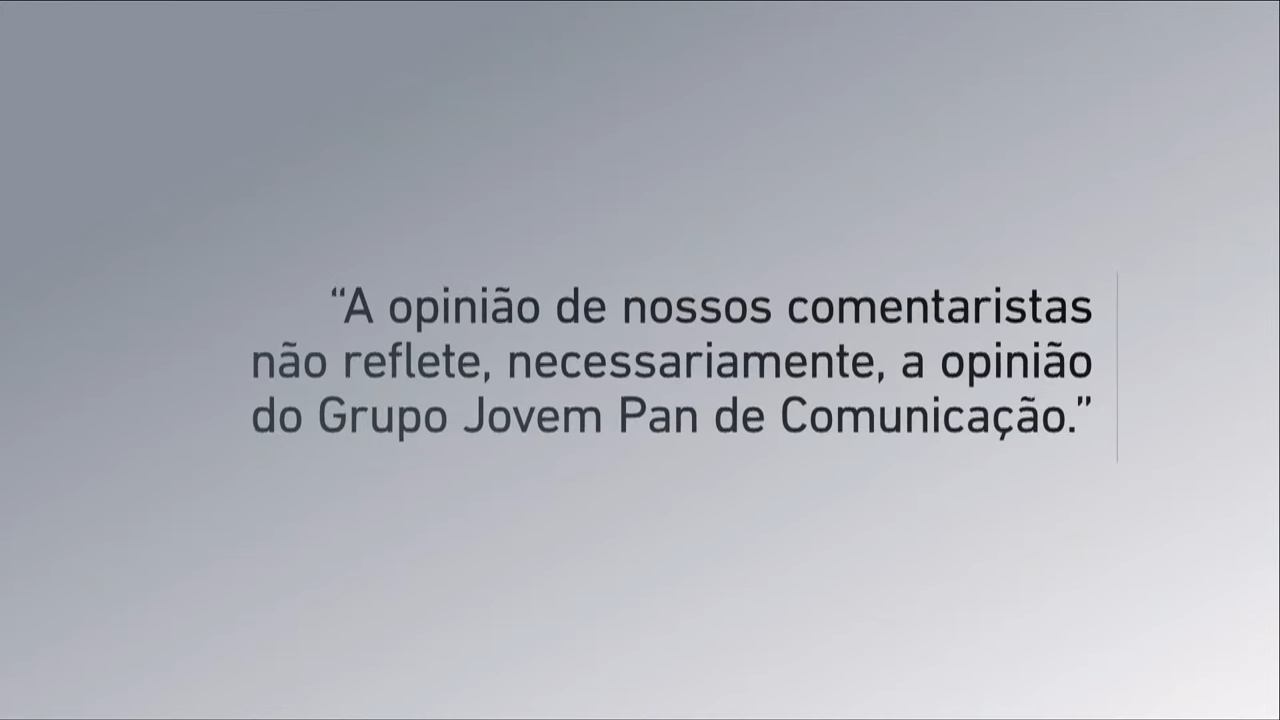 “A opinião de nossos comentaristas
não reflete, necessariamente, a opinião
do Grupo Jovem Pan de Comunicação.”